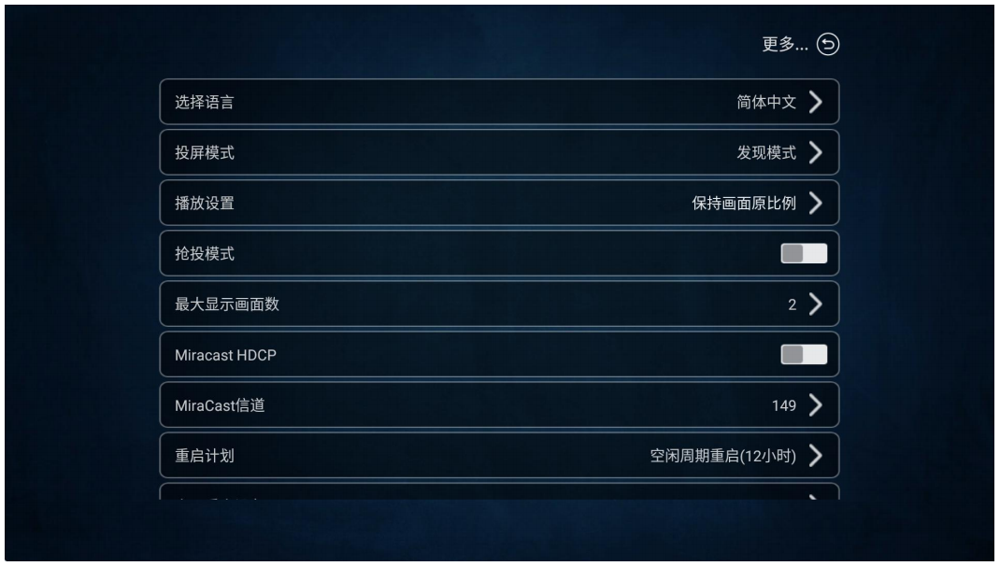 更多...
选择语言 简体中文
投屏模式 发现模式
播放设置 保持画面原比例
抢投模式
最大显示画面数 2
Miracast HDCP
MiraCast信道 149
重启计划 空闲周期重启(12小时)